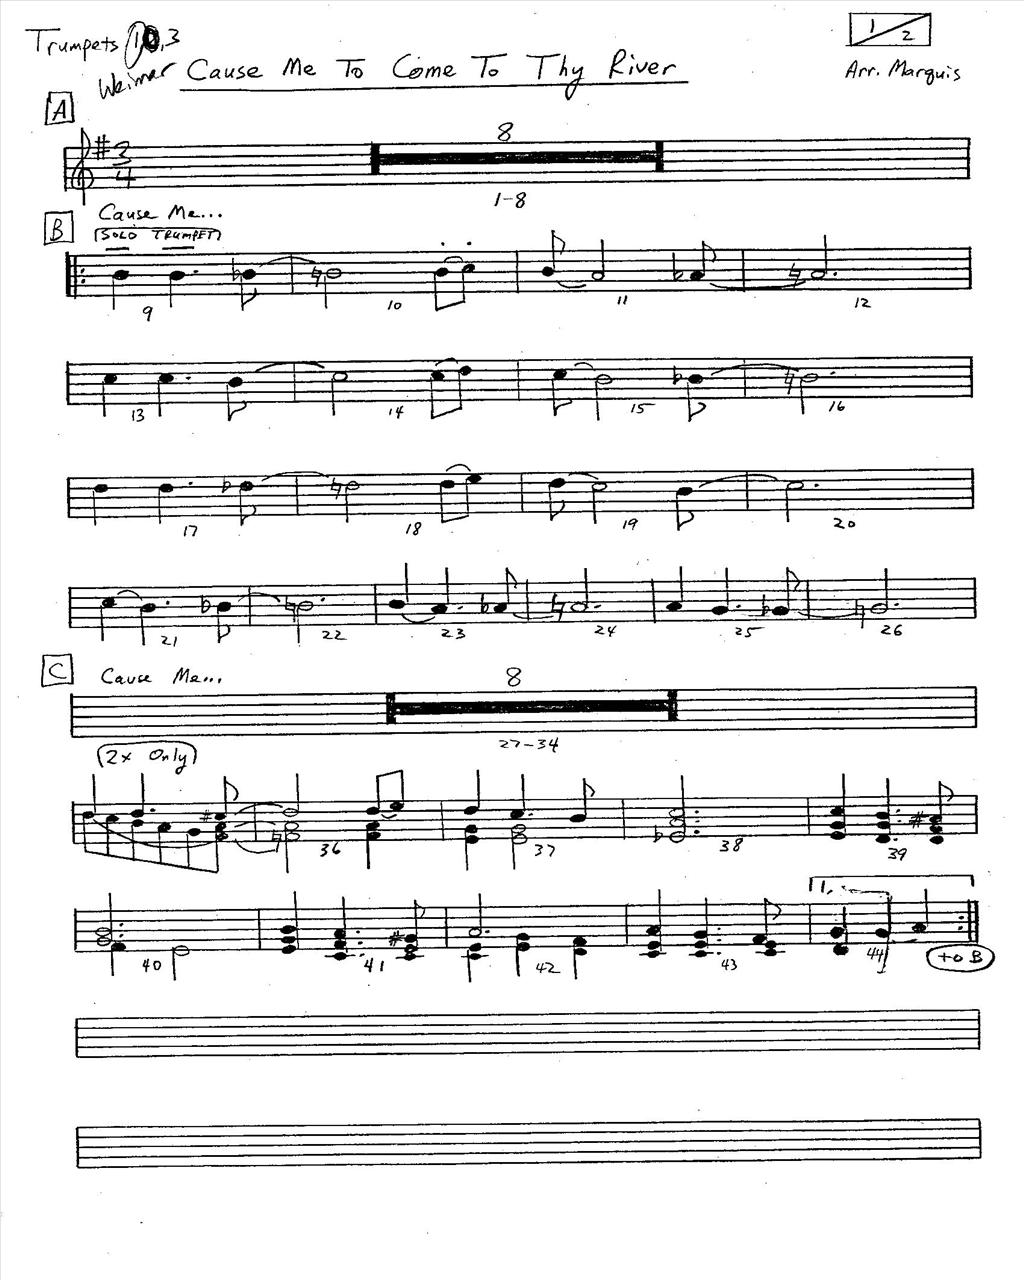 Trumpets 1, 3
1/2
Weimar
Cause Me To Come To Thy River
Arr. Marquis
A
3/4
8
1-8
B
Cause Me...
SOLO TRUMPET
9 10 11 12
13 14 15 16
17 18 19 20
21 22 23 24 25 26
C
Cause Me...
8
27-34
2x Only
36 37 38 39
1.
40 41 42 43 44
to B